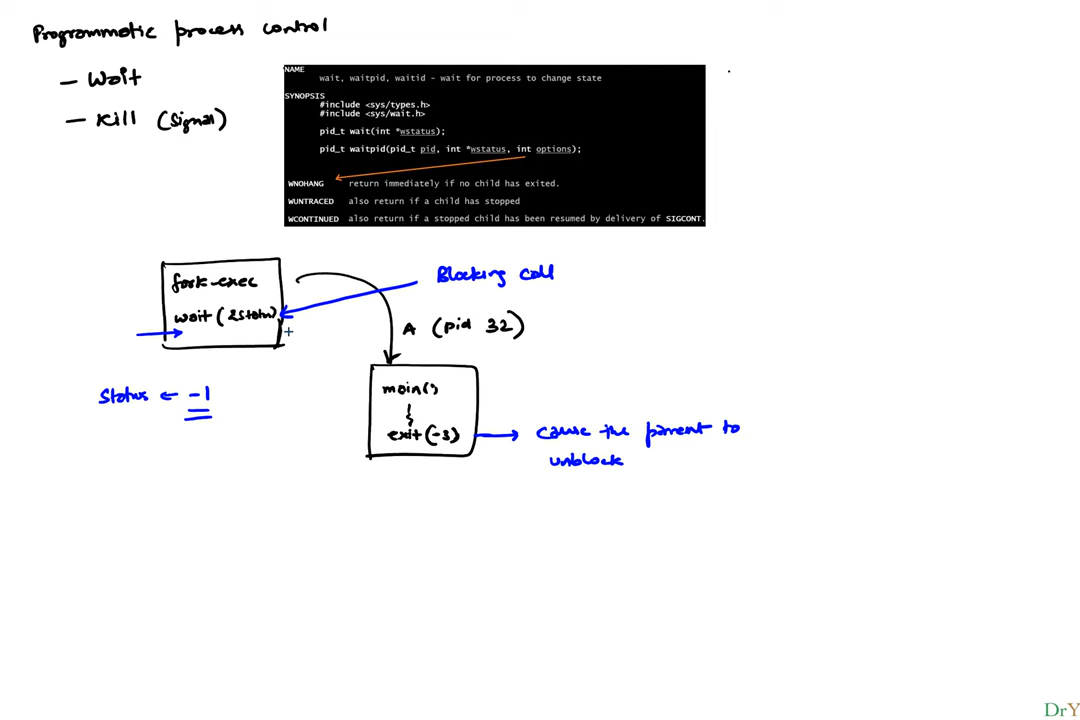 Programmatic process control
— Wait
— Kill (Signal)
NAME
wait, waitpid, waitid - wait for process to change state
SYNOPSIS
#include <sys/types.h>
#include <sys/wait.h>
pid_t wait(int *wstatus);
pid_t waitpid(pid_t pid, int *wstatus, int options);
WNOHANG return immediately if no child has exited.
WUNTRACED also return if a child has stopped
WCONTINUED also return if a stopped child has been resumed by delivery of SIGCONT.
fork-exec
wait (&status)
Blocking call
A (pid 32)
Status ← -1
main()
exit(-3)
cause the parent to
unblock
DrY